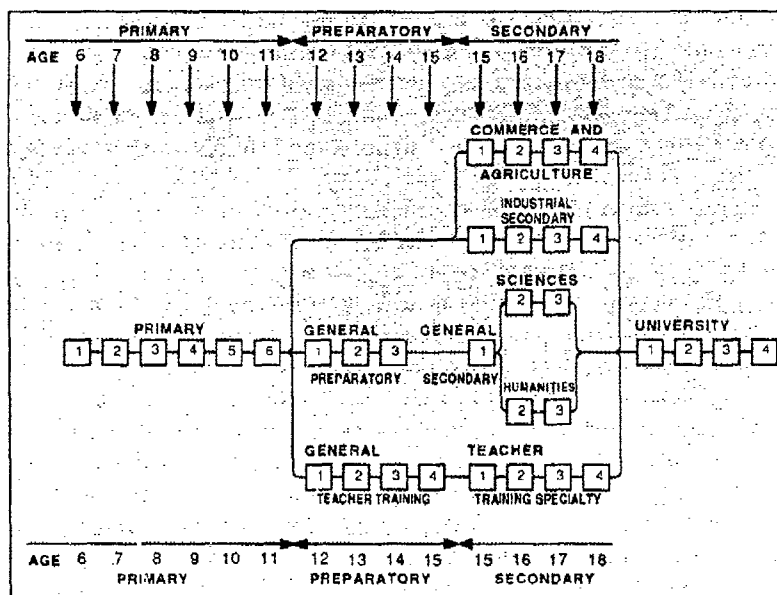 PRIMARY PREPARATORY SECONDARY
AGE 6 7 8 9 10 11 12 13 14 15 15 16 17 18
COMMERCE AND
1 2 3 4
AGRICULTURE
INDUSTRIAL
SECONDARY
1 2 3 4
SCIENCES
2 3
PRIMARY GENERAL GENERAL UNIVERSITY
1 2 3 4 5 6 1 2 3 1 1 2 3 4
PREPARATORY SECONDARY
HUMANITIES
2 3
GENERAL TEACHER
1 2 3 4 1 2 3 4
TEACHER TRAINING TRAINING SPECIALTY
AGE 6 7 8 9 10 11 12 13 14 15 15 16 17 18
PRIMARY PREPARATORY SECONDARY